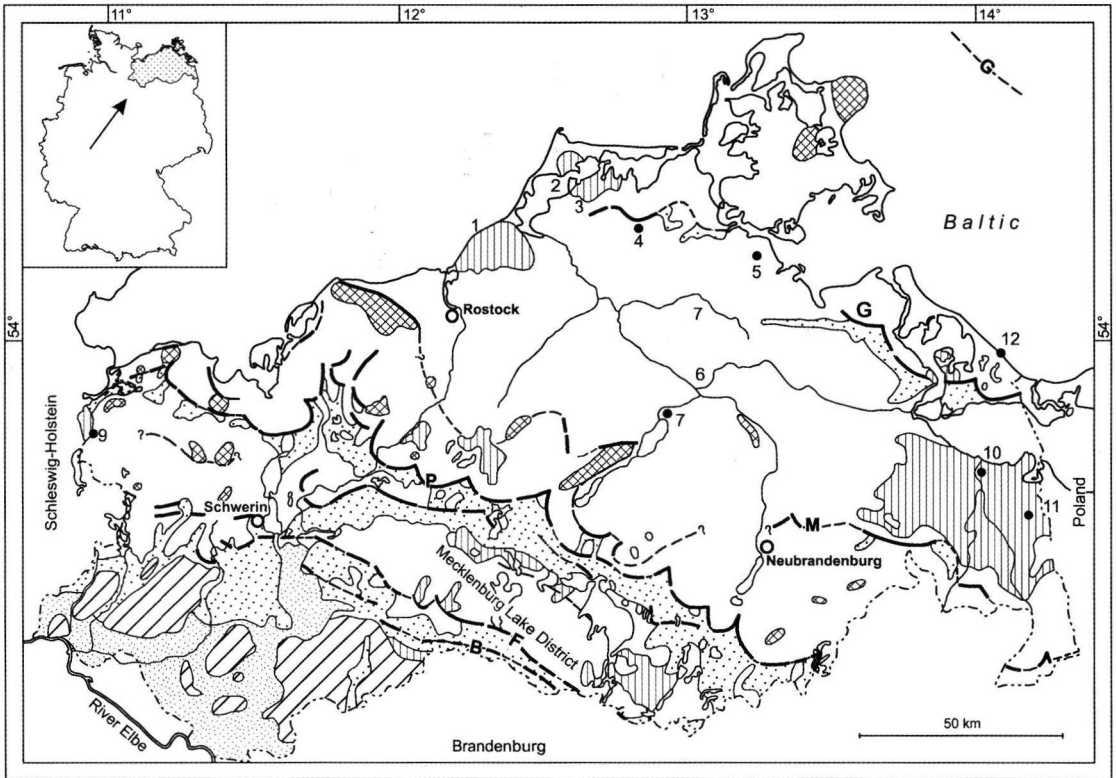 11° 12° 13° 14°
G
2
3
1
4
Baltic
5
Rostock
7
G
54°
54°
12
6
?
7
9
?
10
P
Schleswig-Holstein
Schwerin
M
?
11
Poland
?
Neubrandenburg
Mecklenburg Lake District
F
B
River Elbe
50 km
Brandenburg